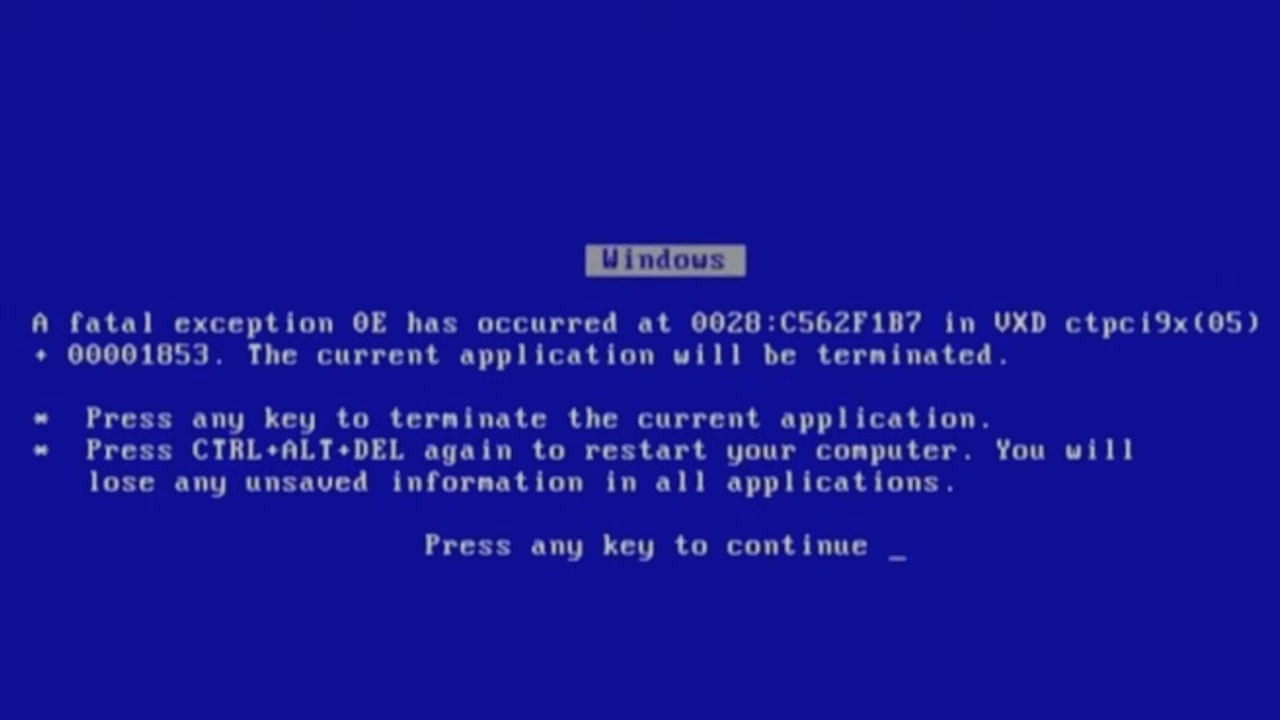 Windows
A fatal exception 0E has occurred at 0028:C562F1B7 in VXD ctpci9x(05)
+ 00001853. The current application will be terminated.
* Press any key to terminate the current application.
* Press CTRL+ALT+DEL again to restart your computer. You will
lose any unsaved information in all applications.
Press any key to continue _